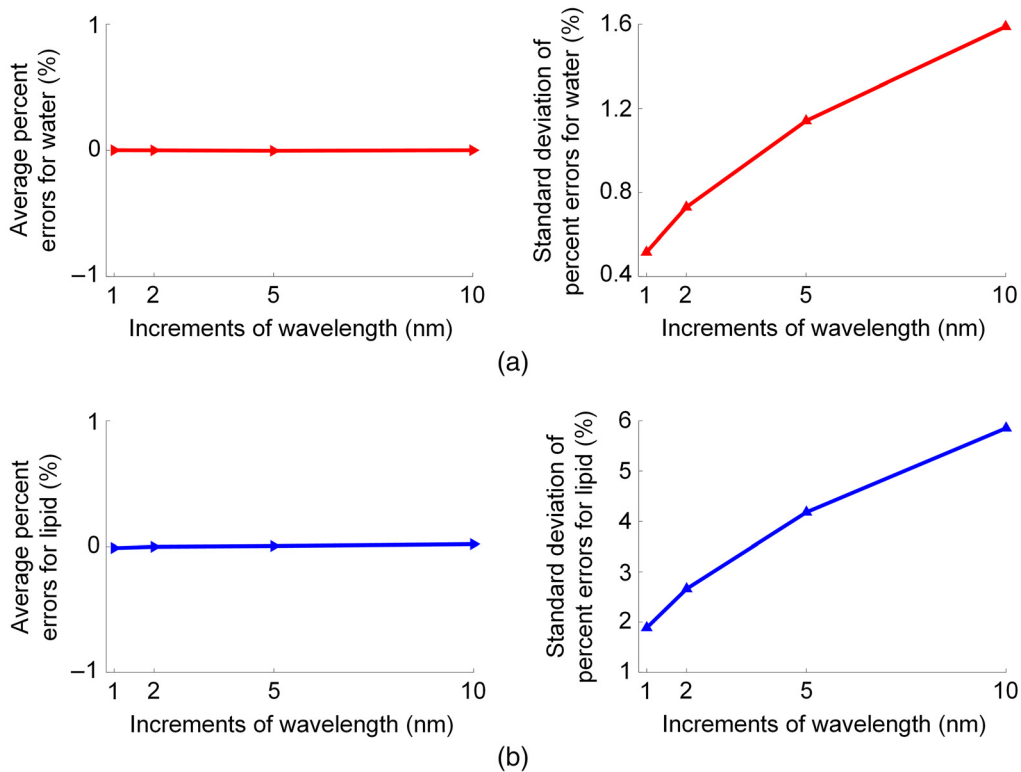 Average percent
errors for water (%)
1
0
–1
1
2
5
10
Increments of wavelength (nm)
Standard deviation of
percent errors for water (%)
1.6
1.2
0.8
0.4
1
2
5
10
Increments of wavelength (nm)
(a)
Average percent
errors for lipid (%)
1
0
–1
1
2
5
10
Increments of wavelength (nm)
Standard deviation of
percent errors for lipid (%)
6
5
4
3
2
1
1
2
5
10
Increments of wavelength (nm)
(b)